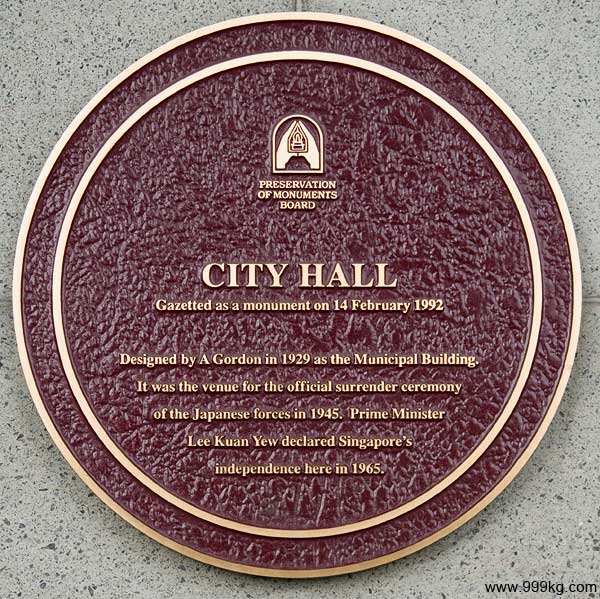 PRESERVATION
OF MONUMENTS
BOARD
CITY HALL
Gazetted as a monument on 14 February 1992
Designed by A Gordon in 1929 as the Municipal Building.
It was the venue for the official surrender ceremony
of the Japanese forces in 1945. Prime Minister
Lee Kuan Yew declared Singapore's
independence here in 1965.
www.999kg.com